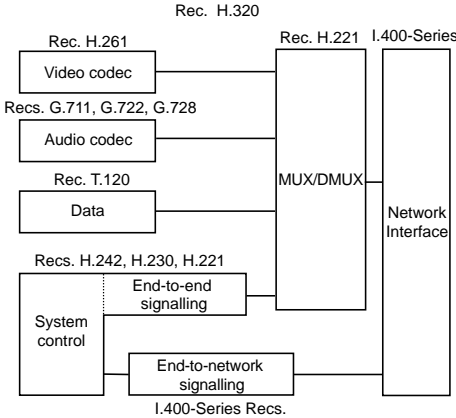 Rec. H.320
Rec. H.261
Rec. H.221
I.400-Series
Video codec
Recs. G.711, G.722, G.728
Audio codec
MUX/DMUX
Rec. T.120
Data
Network
Interface
Recs. H.242, H.230, H.221
End-to-end
signalling
System
control
End-to-network
signalling
I.400-Series Recs.